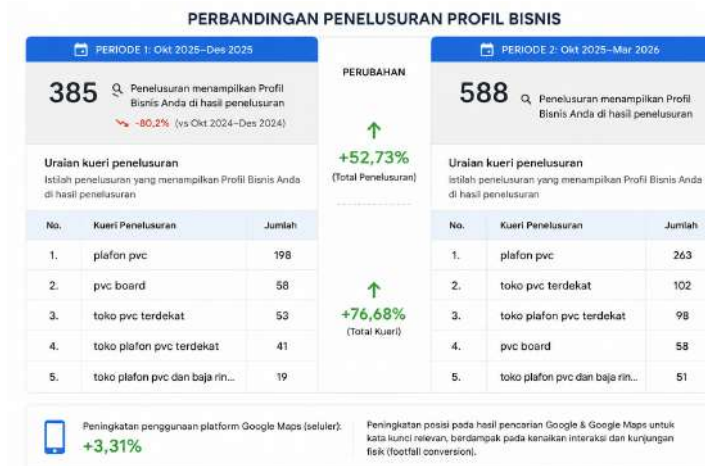 PERBANDINGAN PENELUSURAN PROFIL BISNIS
PERIODE 1: Okt 2025–Des 2025
385
Penelusuran menampilkan Profil
Bisnis Anda di hasil penelusuran
-80,2% (vs Okt 2024–Des 2024)
Uraian kueri penelusuran
Istilah penelusuran yang menampilkan Profil Bisnis Anda
di hasil penelusuran
No. Kueri Penelusuran Jumlah
1. plafon pvc 198
2. pvc board 58
3. toko pvc terdekat 53
4. toko plafon pvc terdekat 41
5. toko plafon pvc dan baja rin... 19
PERUBAHAN
+52,73%
(Total Penelusuran)
+76,68%
(Total Kueri)
PERIODE 2: Okt 2025–Mar 2026
588
Penelusuran menampilkan Profil
Bisnis Anda di hasil penelusuran
Uraian kueri penelusuran
Istilah penelusuran yang menampilkan Profil Bisnis Anda
di hasil penelusuran
No. Kueri Penelusuran Jumlah
1. plafon pvc 263
2. toko pvc terdekat 102
3. toko plafon pvc terdekat 98
4. pvc board 58
5. toko plafon pvc dan baja rin... 51
Peningkatan penggunaan platform Google Maps (seluler):
+3,31%
Peningkatan posisi pada hasil pencarian Google & Google Maps untuk
kata kunci relevan, berdampak pada kenaikan interaksi dan kunjungan
fisik (footfall conversion).